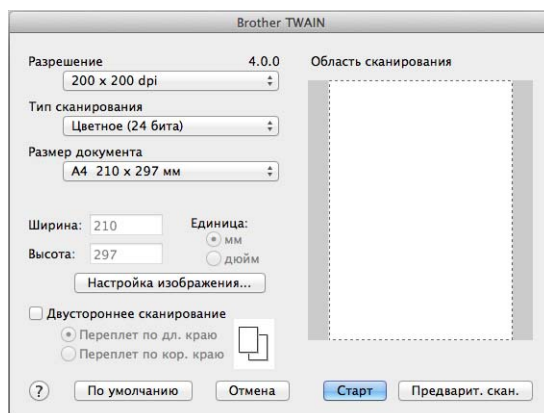 Brother TWAIN
Разрешение 4.0.0
200 x 200 dpi
Тип сканирования
Цветное (24 бита)
Размер документа
A4 210 x 297 мм
Ширина: 210
Высота: 297
Единица:
мм
дюйм
Настройка изображения...
Двустороннее сканирование
Переплет по дл. краю
Переплет по кор. краю
Область сканирования
? По умолчанию Отмена Старт Предварит. скан.